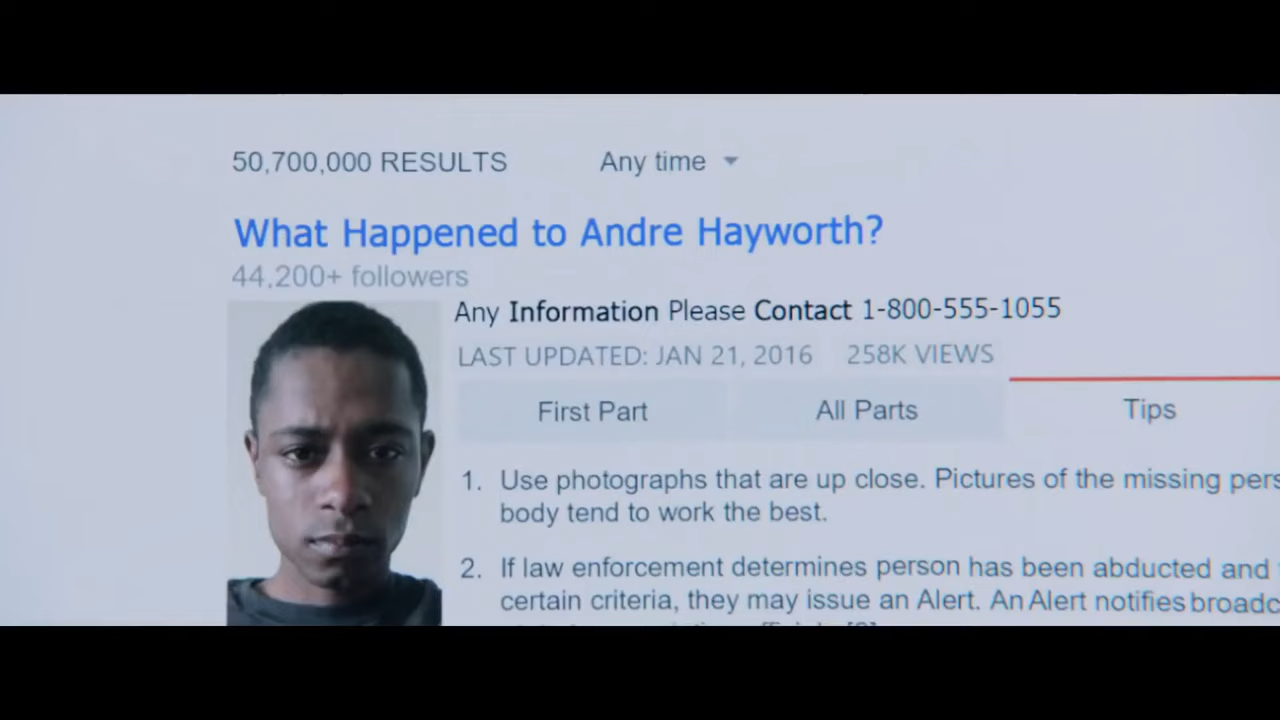 50,700,000 RESULTS Any time
What Happened to Andre Hayworth?
44,200+ followers
Any Information Please Contact 1-800-555-1055
LAST UPDATED: JAN 21, 2016 258K VIEWS
First Part All Parts Tips
1. Use photographs that are up close. Pictures of the missing pers
body tend to work the best.
2. If law enforcement determines person has been abducted and
certain criteria, they may issue an Alert. An Alert notifies broadc